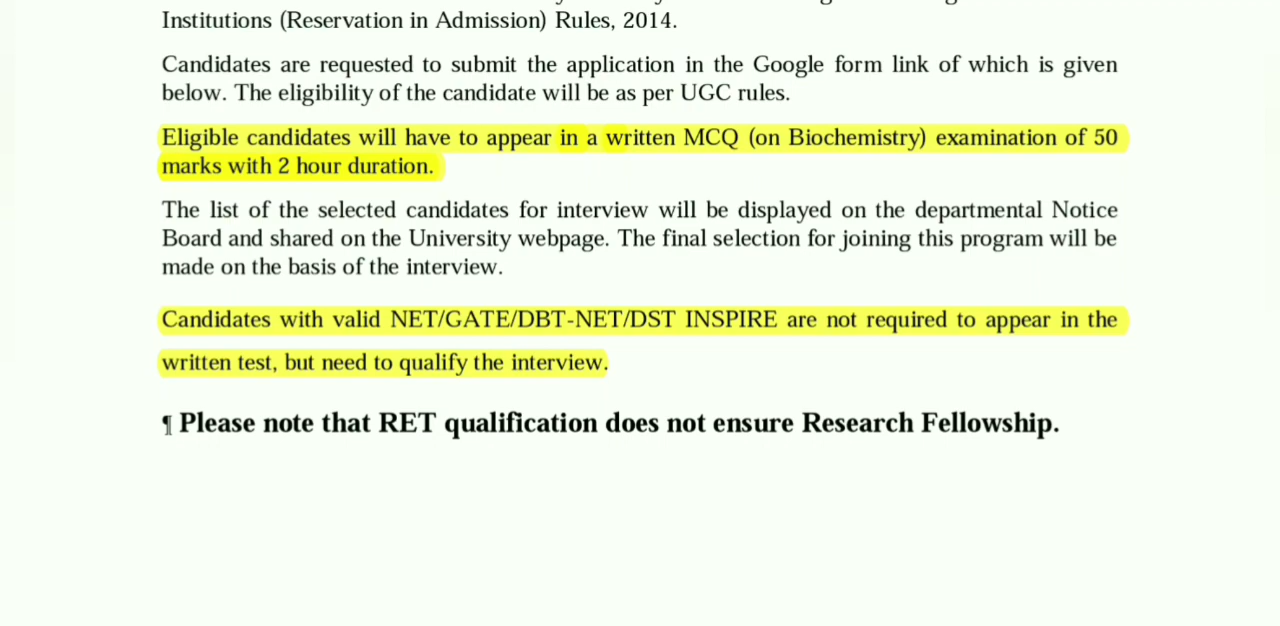 Institutions (Reservation in Admission) Rules, 2014.
Candidates are requested to submit the application in the Google form link of which is given
below. The eligibility of the candidate will be as per UGC rules.
Eligible candidates will have to appear in a written MCQ (on Biochemistry) examination of 50
marks with 2 hour duration.
The list of the selected candidates for interview will be displayed on the departmental Notice
Board and shared on the University webpage. The final selection for joining this program will be
made on the basis of the interview.
Candidates with valid NET/GATE/DBT-NET/DST INSPIRE are not required to appear in the
written test, but need to qualify the interview.
¶ Please note that RET qualification does not ensure Research Fellowship.